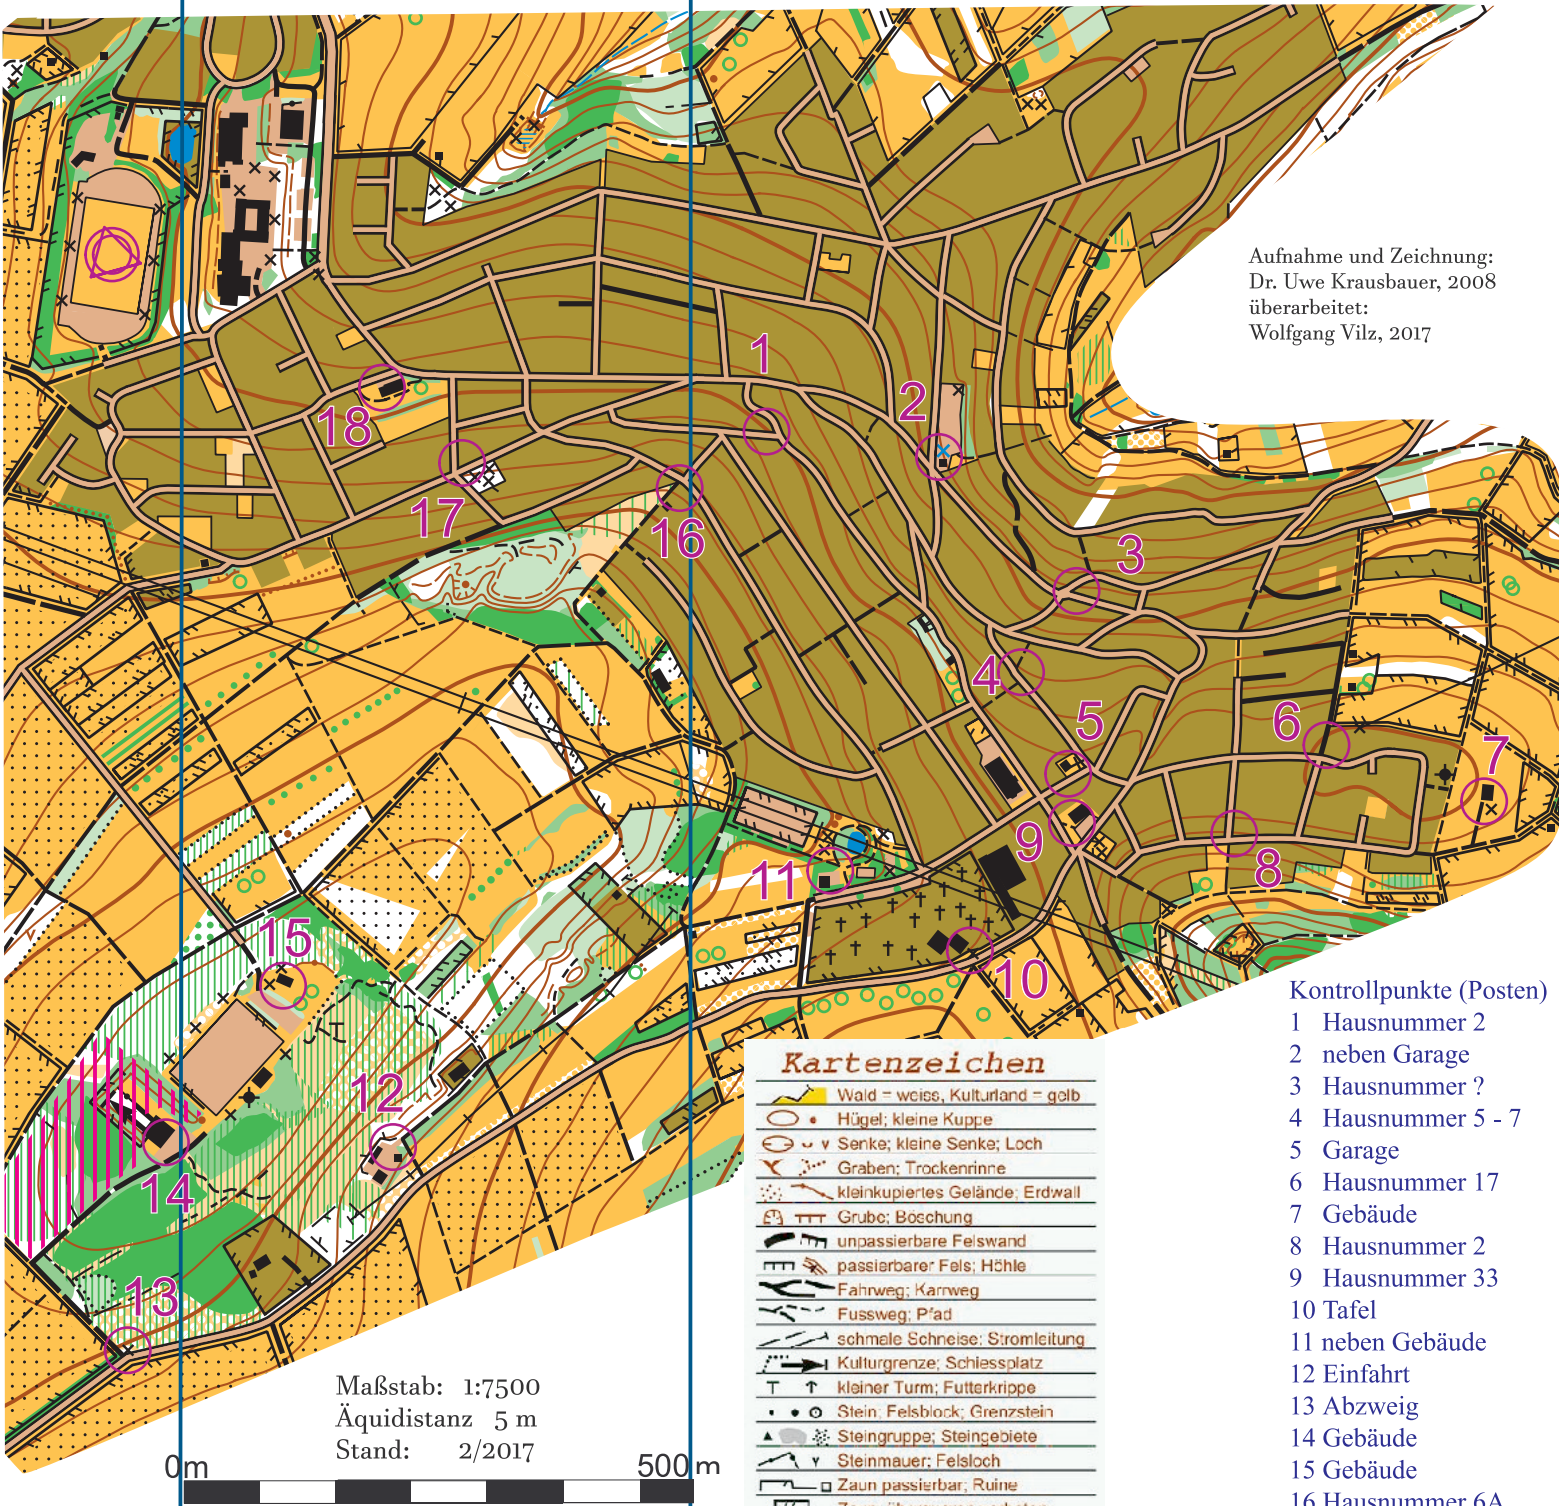 Aufnahme und Zeichnung:
Dr. Uwe Krausbauer, 2008
überarbeitet:
Wolfgang Vilz, 2017
1
2
18
17
16
3
4
5
6
7
9
8
11
10
15
12
14
13
Maßstab: 1:7500
Äquidistanz 5 m
Stand: 2/2017
0m
500m
Kartenzeichen
Wald = weiss, Kulturland = gelb
Hügel; kleine Kuppe
Senke; kleine Senke; Loch
Graben; Trockenrinne
kleinkupiertes Gelände; Erdwall
Grube; Böschung
unpassierbare Felswand
passierbarer Fels; Höhle
Fahrweg; Karrweg
Fussweg; Pfad
schmale Schneise; Stromleitung
Kulturgrenze; Schiessplatz
kleiner Turm; Futterkrippe
Stein; Felsblock; Grenzstein
Steingruppe; Steingebiete
Steinmauer; Felsloch
Zaun passierbar; Ruine
Kontrollpunkte (Posten)
1 Hausnummer 2
2 neben Garage
3 Hausnummer ?
4 Hausnummer 5 - 7
5 Garage
6 Hausnummer 17
7 Gebäude
8 Hausnummer 2
9 Hausnummer 33
10 Tafel
11 neben Gebäude
12 Einfahrt
13 Abzweig
14 Gebäude
15 Gebäude
16 Hausnummer 6A